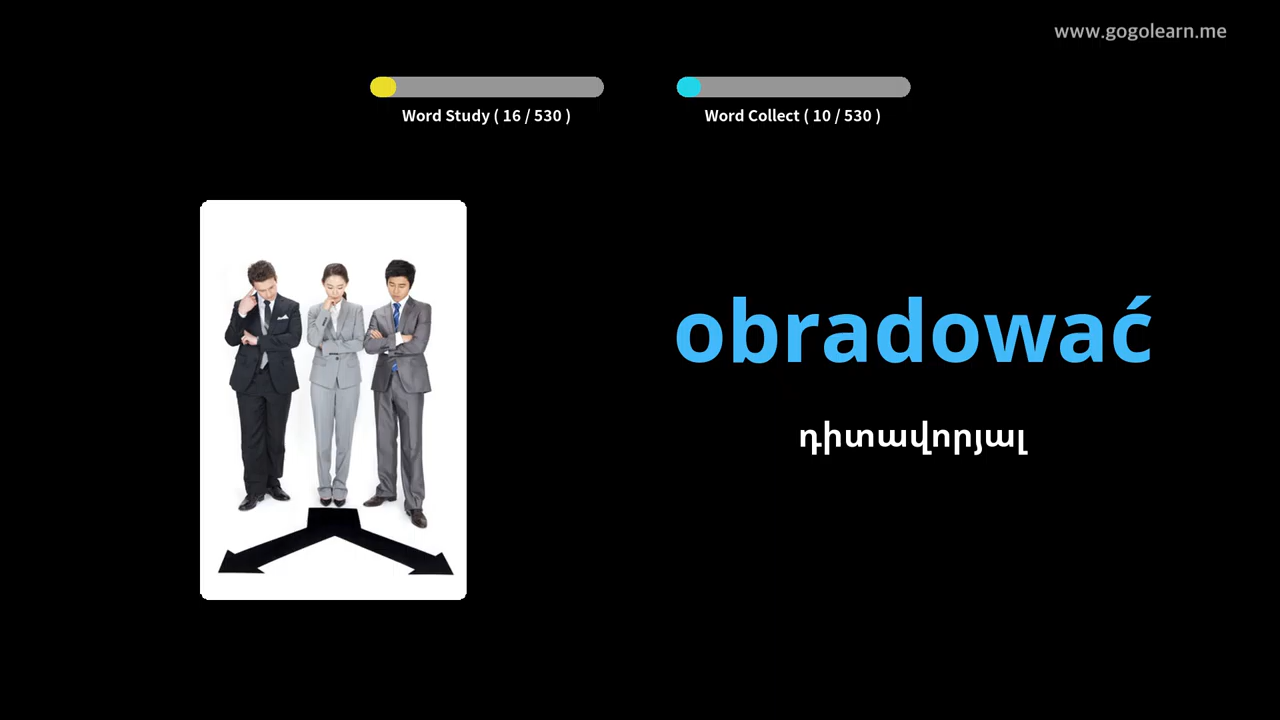 www.gogolearn.me
Word Study ( 16 / 530 )
Word Collect ( 10 / 530 )
obradować
դիտավորյալ